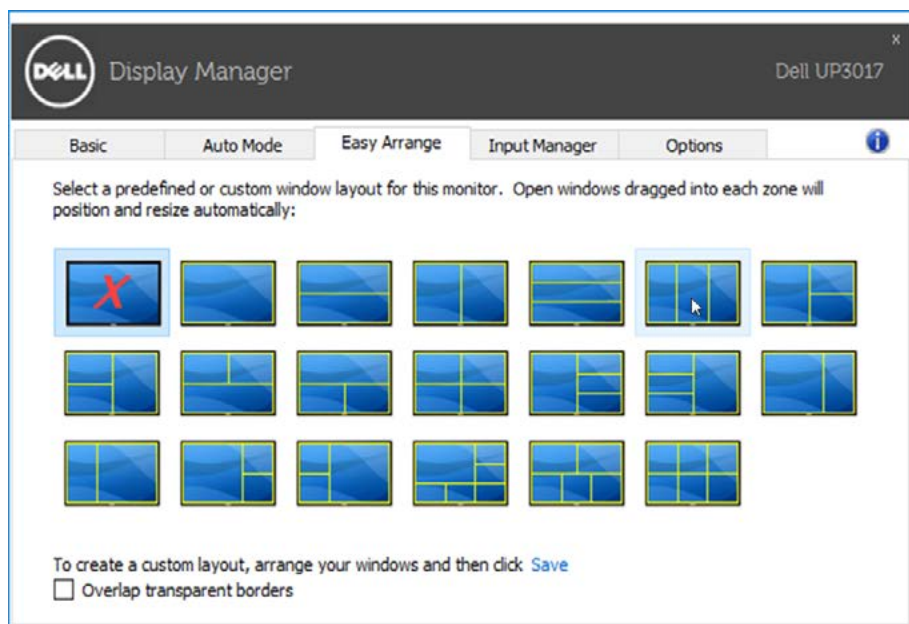 DELL Display Manager
x
Dell UP3017
Basic Auto Mode Easy Arrange Input Manager Options i
Select a predefined or custom window layout for this monitor. Open windows dragged into each zone will
position and resize automatically:
X
To create a custom layout, arrange your windows and then click Save
Overlap transparent borders